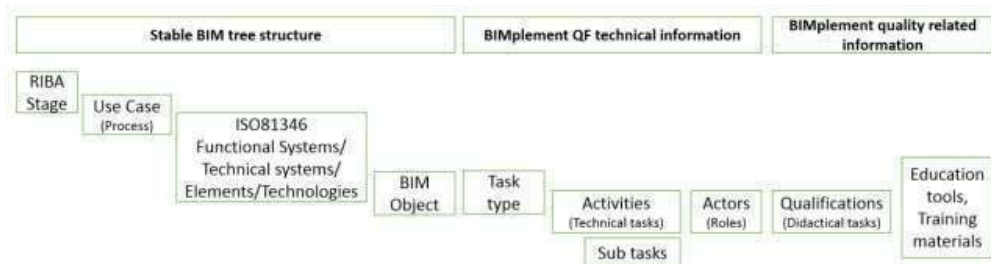 Stable BIM tree structure
BIMplement QF technical information
BIMplement quality related
information
RIBA
Stage
Use Case
(Process)
ISO81346
Functional Systems/
Technical systems/
Elements/Technologies
BIM
Object
Task
type
Activities
(Technical tasks)
Sub tasks
Actors
(Roles)
Qualifications
(Didactical tasks)
Education
tools,
Training
materials